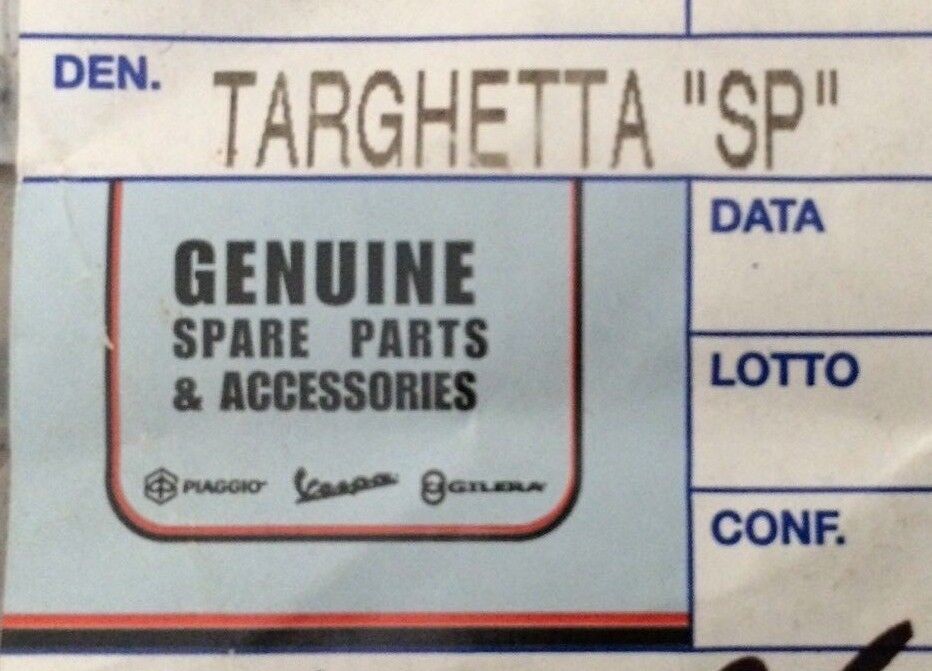 DEN. TARGHETTA "SP"
GENUINE
SPARE PARTS
& ACCESSORIES
PIAGGIO Vespa GILERA
DATA
LOTTO
CONF.